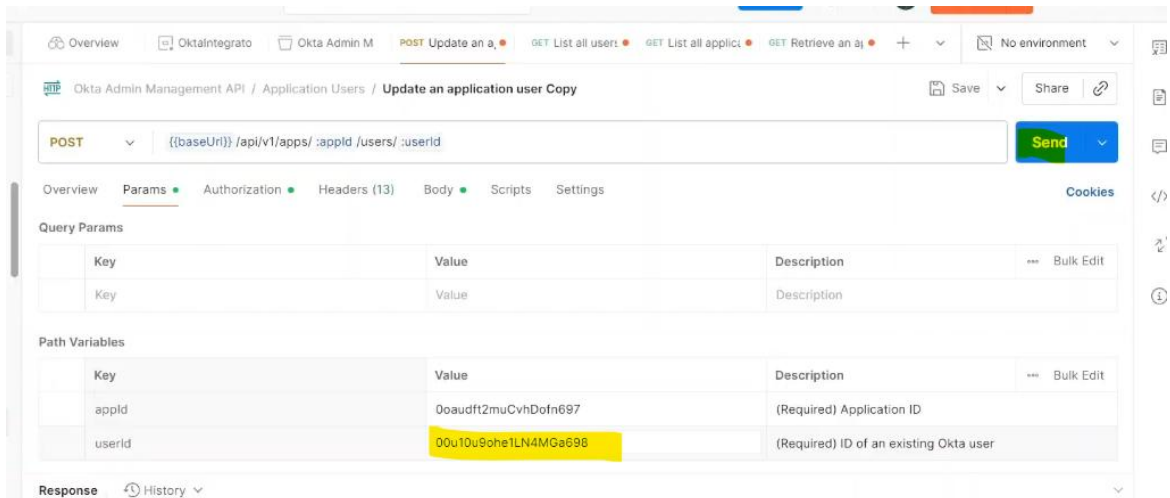 Overview OktaIntegrato Okta Admin M POST Update an a GET List all users GET List all applica GET Retrieve an a No environment
HTTP Okta Admin Management API / Application Users / Update an application user Copy Save Share
POST {{baseUrl}} /api/v1/apps/ :appId /users/ :userId Send
Overview Params Authorization Headers (13) Body Scripts Settings Cookies
Query Params
Key Value Description Bulk Edit
Key Value Description
Path Variables
Key Value Description Bulk Edit
appId 0oaudft2muCvhDofn697 (Required) Application ID
userId 00u10u9ohe1LN4MGa698 (Required) ID of an existing Okta user
Response History